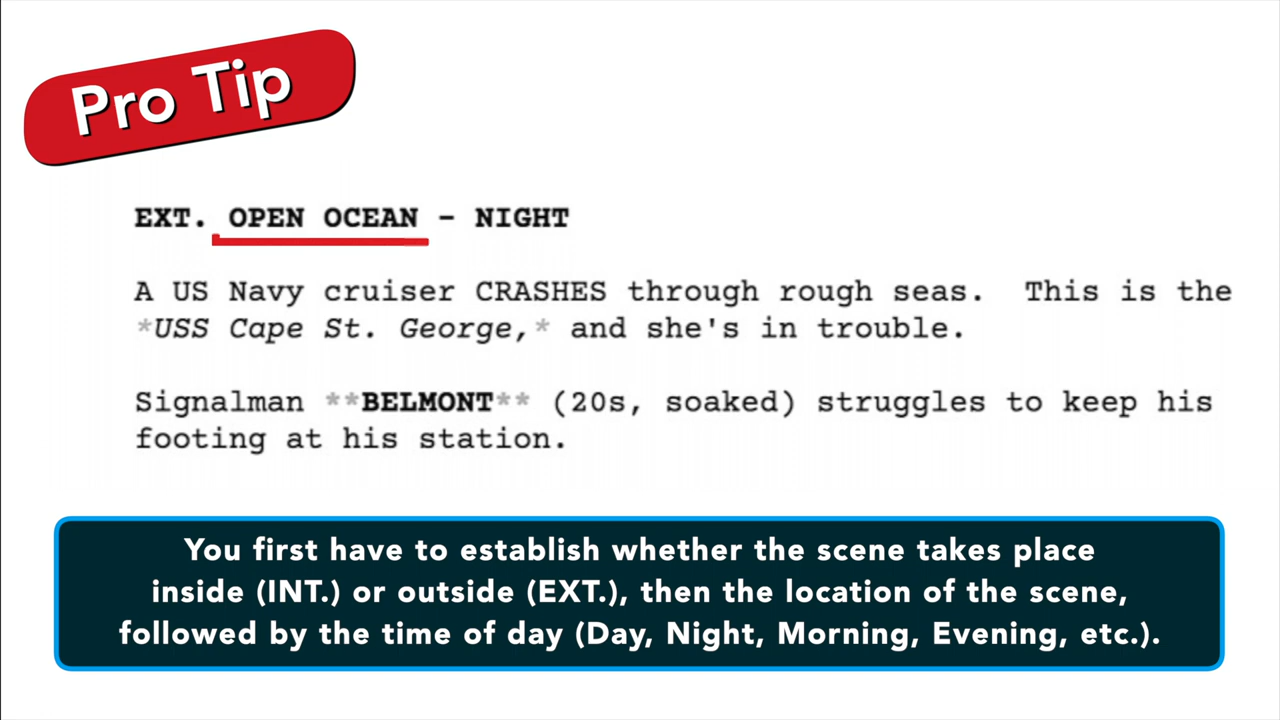 Pro Tip
EXT. OPEN OCEAN - NIGHT
A US Navy cruiser CRASHES through rough seas. This is the
*USS Cape St. George,* and she's in trouble.
Signalman **BELMONT** (20s, soaked) struggles to keep his
footing at his station.
You first have to establish whether the scene takes place
inside (INT.) or outside (EXT.), then the location of the scene,
followed by the time of day (Day, Night, Morning, Evening, etc.).